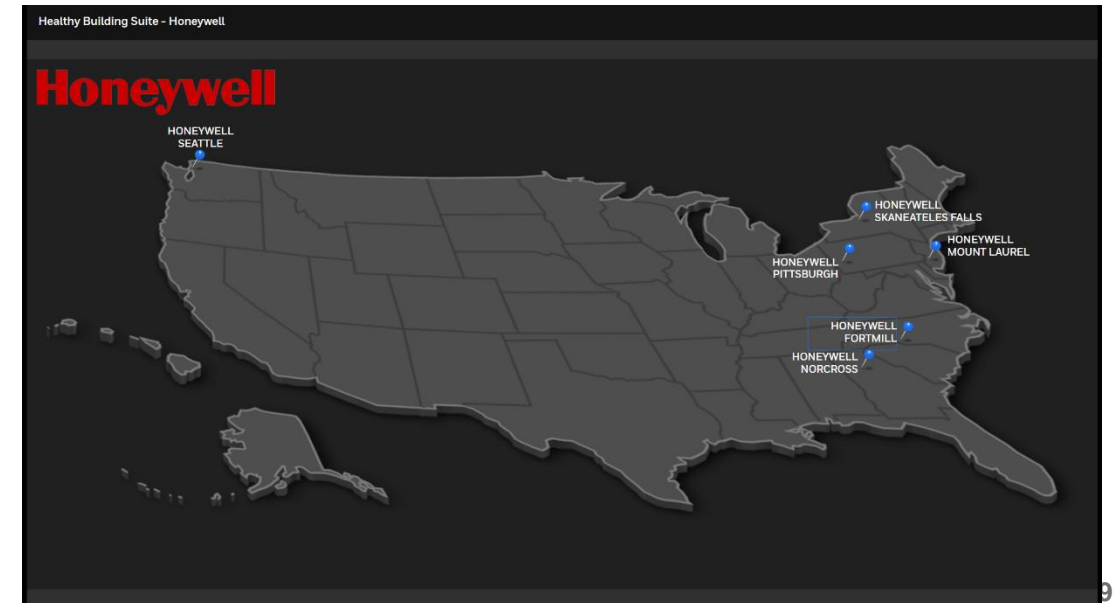 Healthy Building Suite - Honeywell
Honeywell
HONEYWELL
SEATTLE
HONEYWELL
SKANEATELES FALLS
HONEYWELL
MOUNT LAUREL
HONEYWELL
PITTSBURGH
HONEYWELL
FORTMILL
HONEYWELL
NORCROSS
9